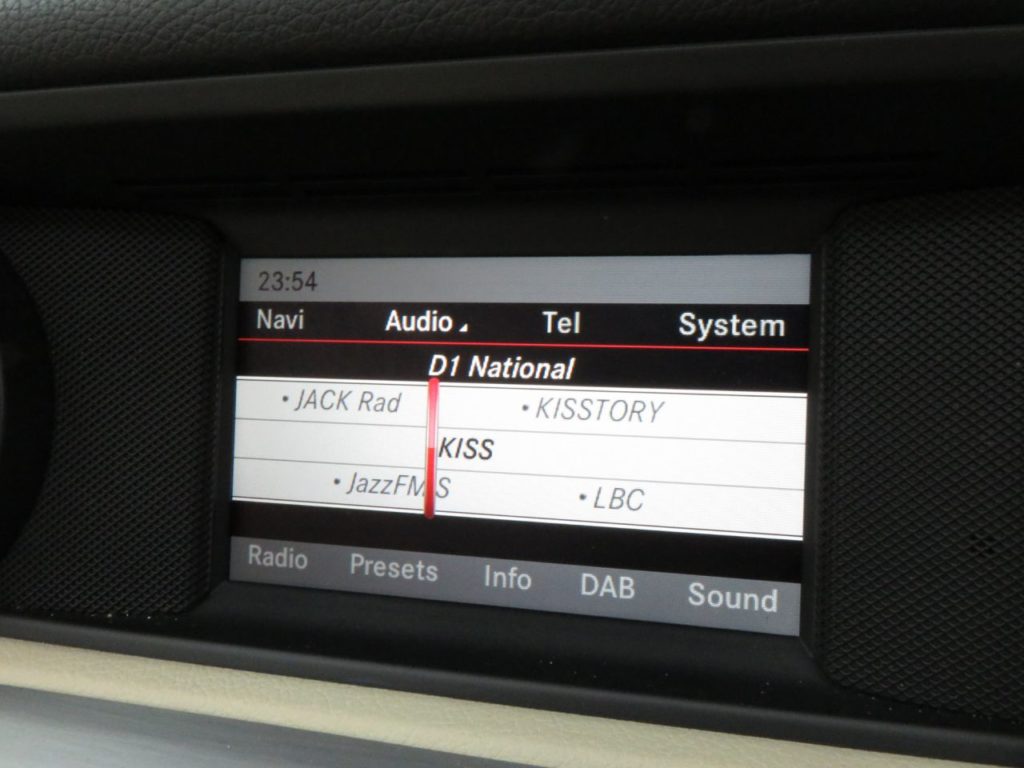 23:54
Navi Audio Tel System
D1 National
• JACK Rad • KISSTORY
KISS
• JazzFM S • LBC
Radio Presets Info DAB Sound